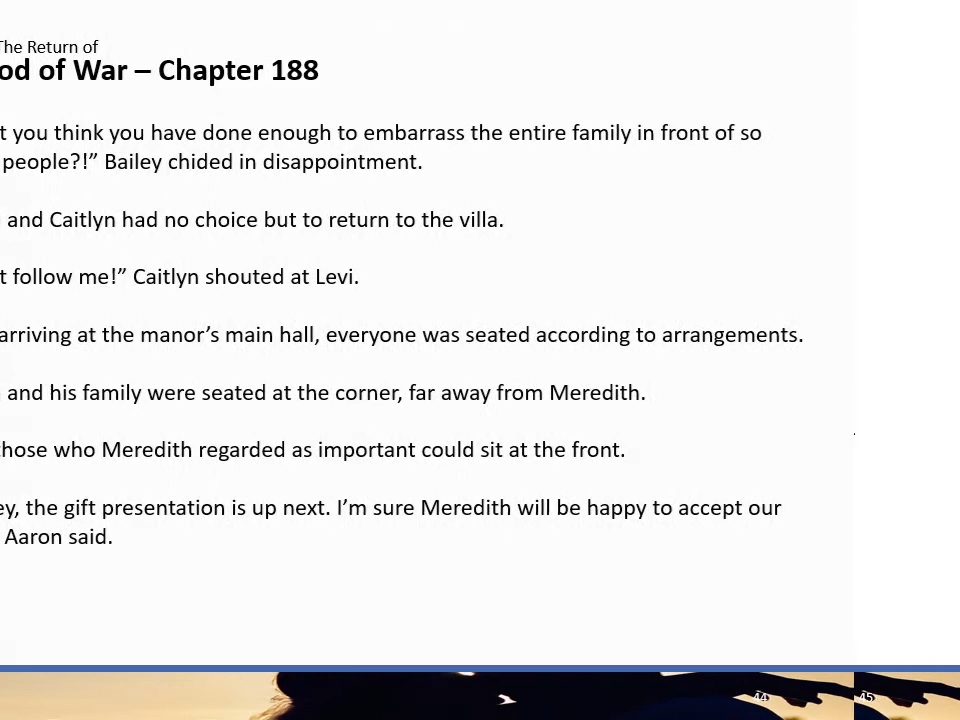 The Return of
od of War – Chapter 188
t you think you have done enough to embarrass the entire family in front of so
people?!” Bailey chided in disappointment.
and Caitlyn had no choice but to return to the villa.
t follow me!” Caitlyn shouted at Levi.
arriving at the manor’s main hall, everyone was seated according to arrangements.
and his family were seated at the corner, far away from Meredith.
those who Meredith regarded as important could sit at the front.
ey, the gift presentation is up next. I’m sure Meredith will be happy to accept our
Aaron said.
44 45